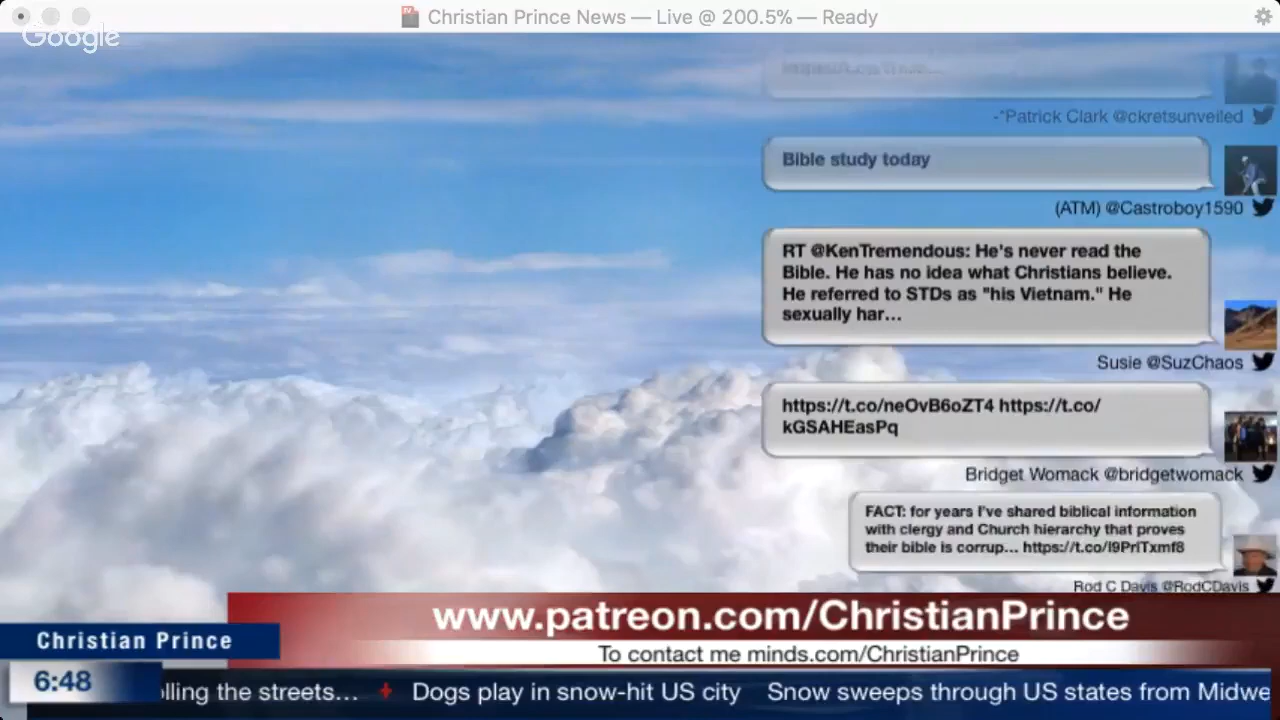 Christian Prince News — Live @ 200.5% — Ready
Google
-*Patrick Clark @ckretsunveiled
Bible study today
(ATM) @Castroboy1590
RT @KenTremendous: He's never read the
Bible. He has no idea what Christians believe.
He referred to STDs as "his Vietnam." He
sexually har...
Susie @SuzChaos
https://t.co/neOvB6oZT4 https://t.co/
kGSAHEasPq
Bridget Womack @bridgetwomack
FACT: for years I've shared biblical information
with clergy and Church hierarchy that proves
their bible is corrup... https://t.co/l9PrlTxmf8
Rod C Davis @RodCDavis
www.patreon.com/ChristianPrince
Christian Prince
To contact me minds.com/ChristianPrince
6:48
olling the streets... Dogs play in snow-hit US city Snow sweeps through US states from Midwe